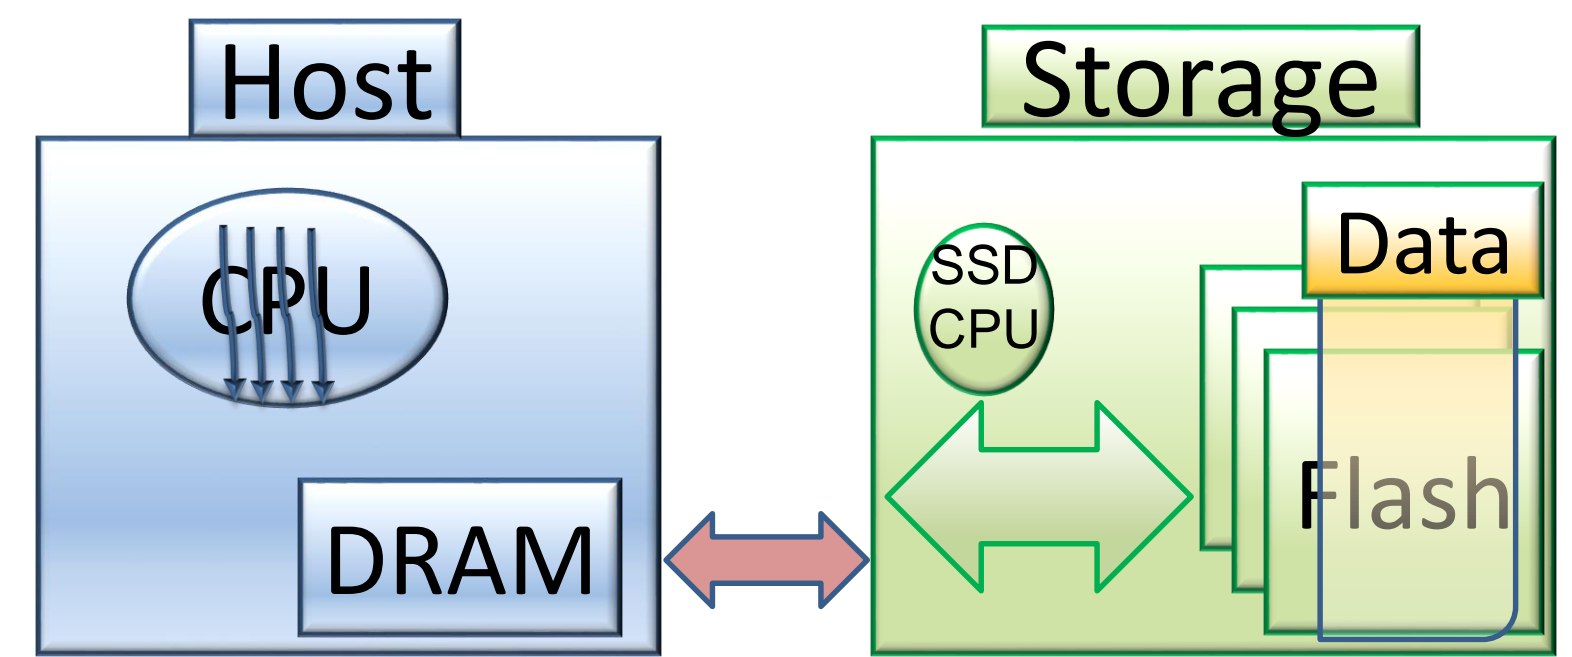 Host
Storage
CPU
SSD
CPU
Data
Flash
DRAM